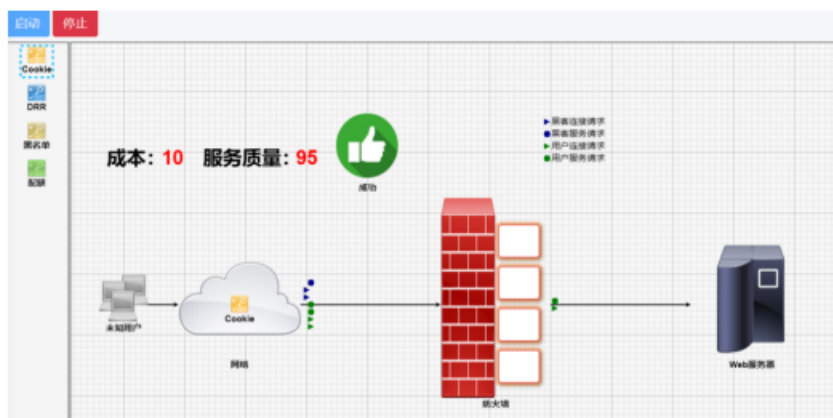 启动 停止
Cookie
DRR
黑名单
配额
成本：10 服务质量：95
成功
黑客连接请求
黑客服务请求
用户连接请求
用户服务请求
未知用户
Cookie
网络
防火墙
Web服务器